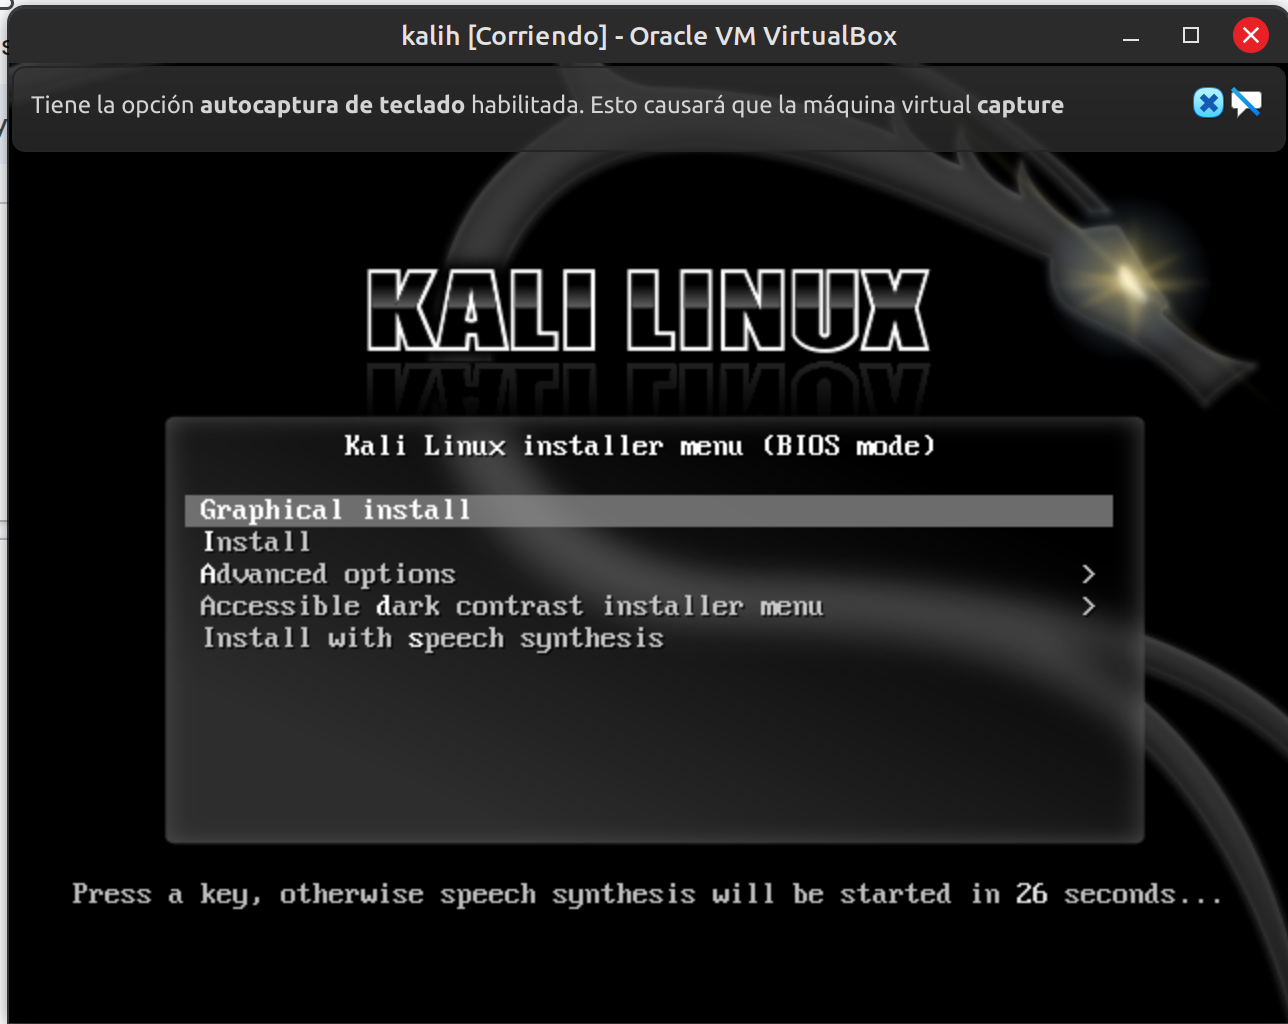 kalih [Corriendo] - Oracle VM VirtualBox
Tiene la opción autocaptura de teclado habilitada. Esto causará que la máquina virtual capture
KALI LINUX
Kali Linux installer menu (BIOS mode)
Graphical install
Install
Advanced options >
Accessible dark contrast installer menu >
Install with speech synthesis
Press a key, otherwise speech synthesis will be started in 26 seconds...